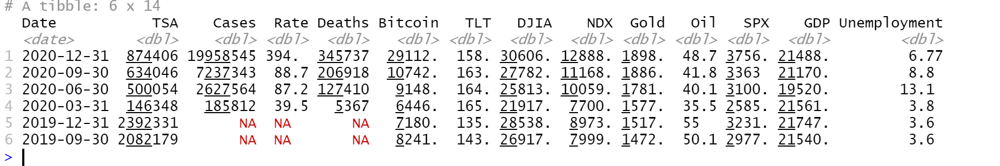 # A tibble: 6 x 14
Date TSA Cases Rate Deaths Bitcoin TLT DJIA NDX Gold Oil SPX GDP Unemployment
<date> <dbl> <dbl> <dbl> <dbl> <dbl> <dbl> <dbl> <dbl> <dbl> <dbl> <dbl> <dbl> <dbl>
1 2020-12-31 874406 19958545 394. 345737 29112. 158. 30606. 12888. 1898. 48.7 3756. 21488. 6.77
2 2020-09-30 634046 7237343 88.7 206918 10742. 163. 27782. 11168. 1886. 41.8 3363 21170. 8.8
3 2020-06-30 500054 2627564 87.2 127410 9148. 164. 25813. 10059. 1781. 40.1 3100. 19520. 13.1
4 2020-03-31 146348 185812 39.5 5367 6446. 165. 21917. 7700. 1577. 35.5 2585. 21561. 3.8
5 2019-12-31 2392331 NA NA NA 7180. 135. 28538. 8973. 1517. 55 3231. 21747. 3.6
6 2019-09-30 2082179 NA NA NA 8241. 143. 26917. 7999. 1472. 50.1 2977. 21540. 3.6
>